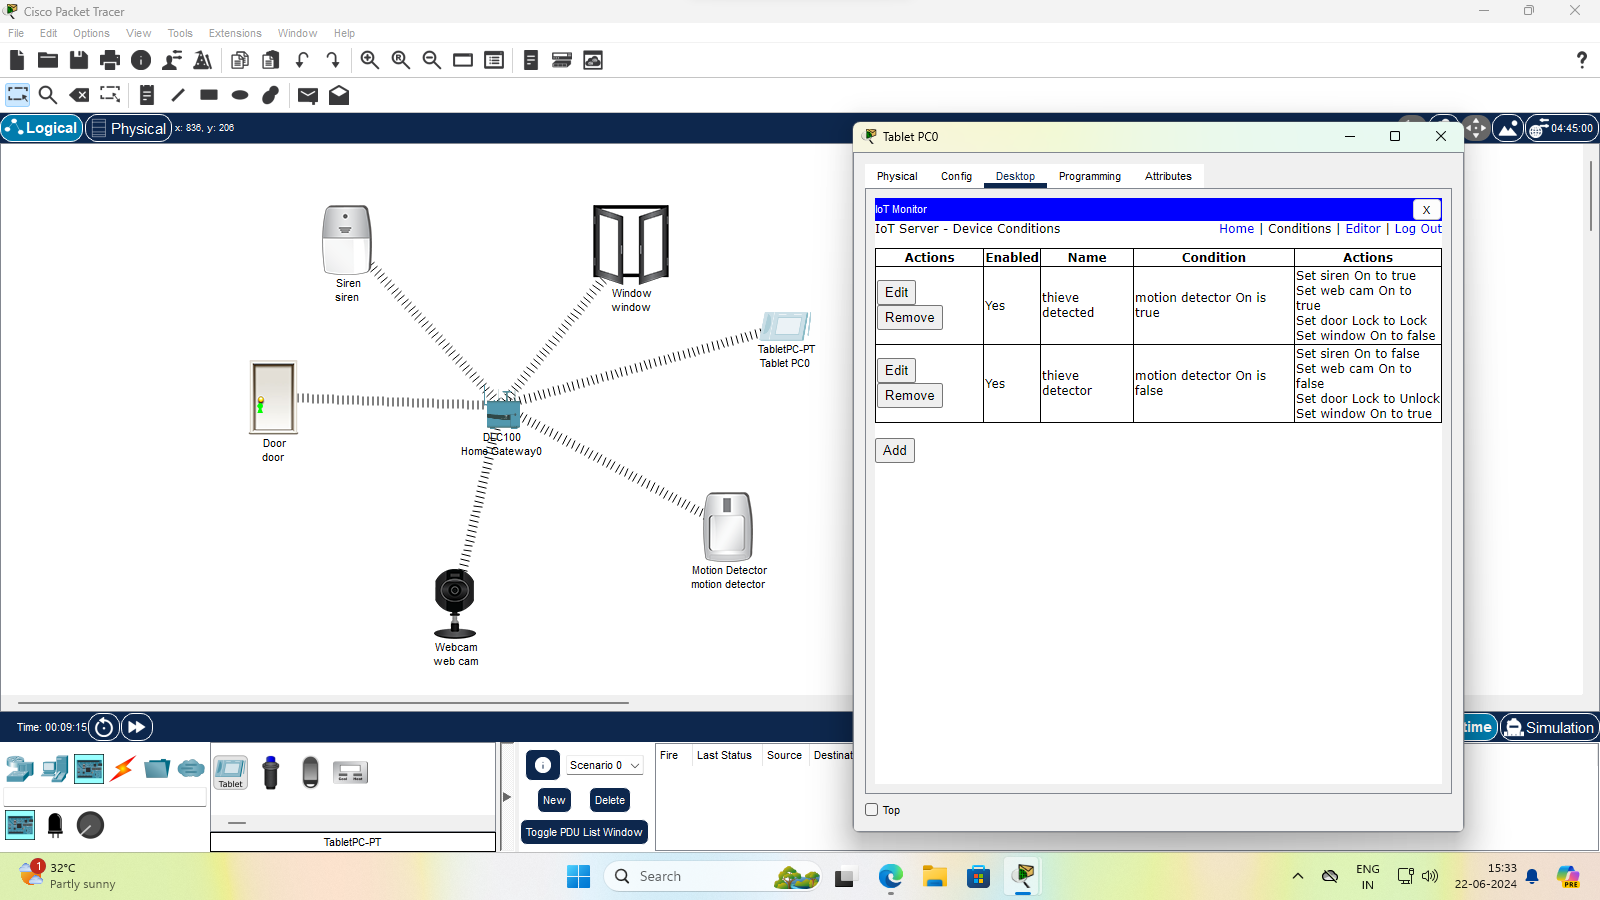 Cisco Packet Tracer
File Edit Options View Tools Extensions Window Help
Logical Physical x: 836, y: 206
04:45:00
Siren
siren
Window
window
TabletPC-PT
Tablet PC0
Door
door
DLC100
Home Gateway0
Motion Detector
motion detector
Webcam
web cam
Tablet PC0
Physical Config Desktop Programming Attributes
IoT Monitor X
IoT Server - Device Conditions Home | Conditions | Editor | Log Out
Actions Enabled Name Condition Actions
Edit
Remove
Yes
thieve
detected
motion detector On is
true
Set siren On to true
Set web cam On to
true
Set door Lock to Lock
Set window On to false
Edit
Remove
Yes
thieve
detector
motion detector On is
false
Set siren On to false
Set web cam On to
false
Set door Lock to Unlock
Set window On to true
Add
Top
Time: 00:09:15
time Simulation
Tablet
TabletPC-PT
Scenario 0
New Delete
Toggle PDU List Window
Fire Last Status Source Destinat
1
32°C
Partly sunny
Search
ENG
IN
15:33
22-06-2024
PRE